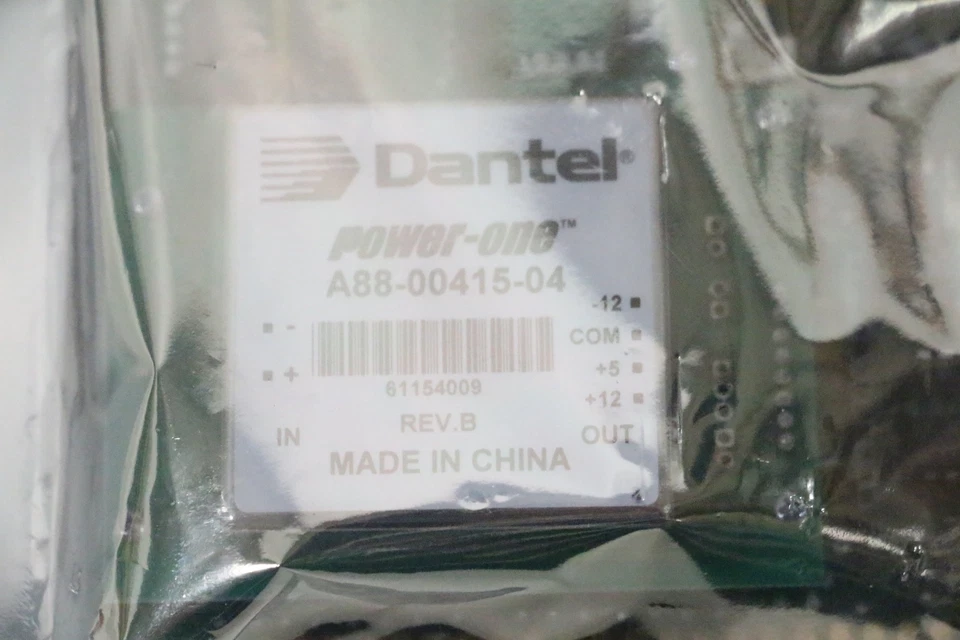 Dantel®
power-one™
A88-00415-04
-12
- COM
+ +5
61154009 +12
REV.B
IN OUT
MADE IN CHINA